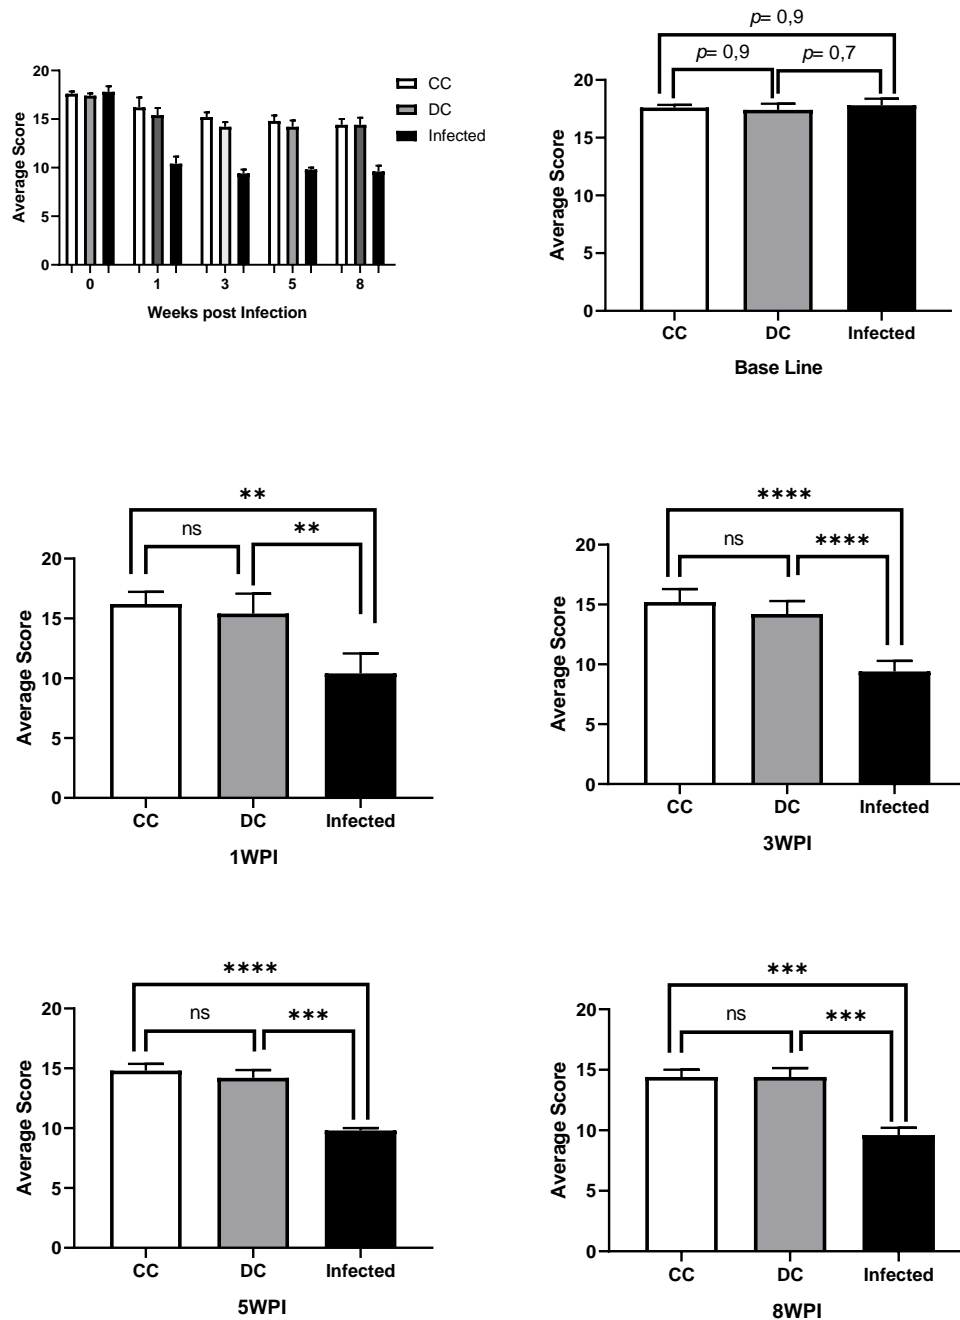 20
15
10
5
0
Average Score
0 1 3 5 8
Weeks post Infection
CC
DC
Infected
p= 0,9
p= 0,9 p= 0,7
20
15
10
5
0
Average Score
CC DC Infected
Base Line
**
ns **
20
15
10
5
0
Average Score
CC DC Infected
1WPI
****
ns ****
20
15
10
5
0
Average Score
CC DC Infected
3WPI
****
ns ***
20
15
10
5
0
Average Score
CC DC Infected
5WPI
***
ns ***
20
15
10
5
0
Average Score
CC DC Infected
8WPI